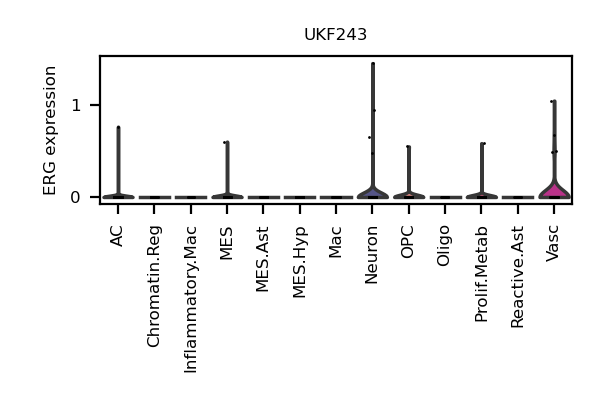 UKF243
ERG expression
1
0
AC
Chromatin.Reg
Inflammatory.Mac
MES
MES.Ast
MES.Hyp
Mac
Neuron
OPC
Oligo
Prolif.Metab
Reactive.Ast
Vasc